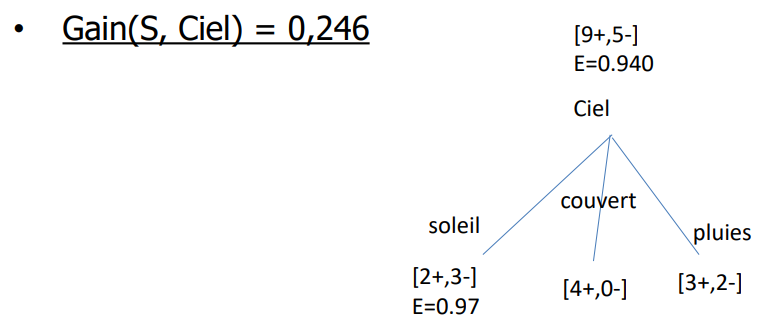 • Gain(S, Ciel) = 0,246
[9+,5-]
E=0.940
Ciel
couvert
soleil
pluies
[2+,3-]
E=0.97
[4+,0-]
[3+,2-]